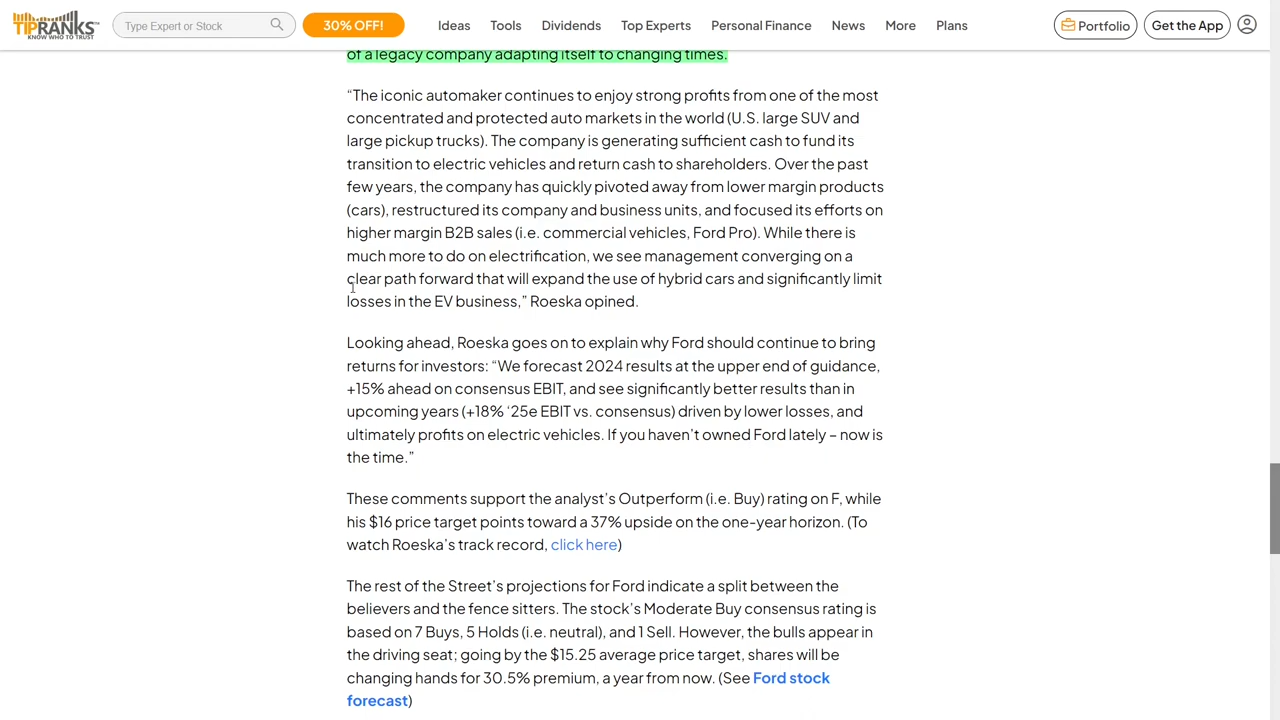 TIPRANKS
KNOW WHO TO TRUST
Type Expert or Stock
30% OFF!
Ideas
Tools
Dividends
Top Experts
Personal Finance
News
More
Plans
Portfolio
Get the App
of a legacy company adapting itself to changing times.
“The iconic automaker continues to enjoy strong profits from one of the most
concentrated and protected auto markets in the world (U.S. large SUV and
large pickup trucks). The company is generating sufficient cash to fund its
transition to electric vehicles and return cash to shareholders. Over the past
few years, the company has quickly pivoted away from lower margin products
(cars), restructured its company and business units, and focused its efforts on
higher margin B2B sales (i.e. commercial vehicles, Ford Pro). While there is
much more to do on electrification, we see management converging on a
clear path forward that will expand the use of hybrid cars and significantly limit
losses in the EV business,” Roeska opined.
Looking ahead, Roeska goes on to explain why Ford should continue to bring
returns for investors: “We forecast 2024 results at the upper end of guidance,
+15% ahead on consensus EBIT, and see significantly better results than in
upcoming years (+18% ‘25e EBIT vs. consensus) driven by lower losses, and
ultimately profits on electric vehicles. If you haven’t owned Ford lately – now is
the time.”
These comments support the analyst’s Outperform (i.e. Buy) rating on F, while
his $16 price target points toward a 37% upside on the one-year horizon. (To
watch Roeska’s track record, click here)
The rest of the Street’s projections for Ford indicate a split between the
believers and the fence sitters. The stock’s Moderate Buy consensus rating is
based on 7 Buys, 5 Holds (i.e. neutral), and 1 Sell. However, the bulls appear in
the driving seat; going by the $15.25 average price target, shares will be
changing hands for 30.5% premium, a year from now. (See Ford stock
forecast)